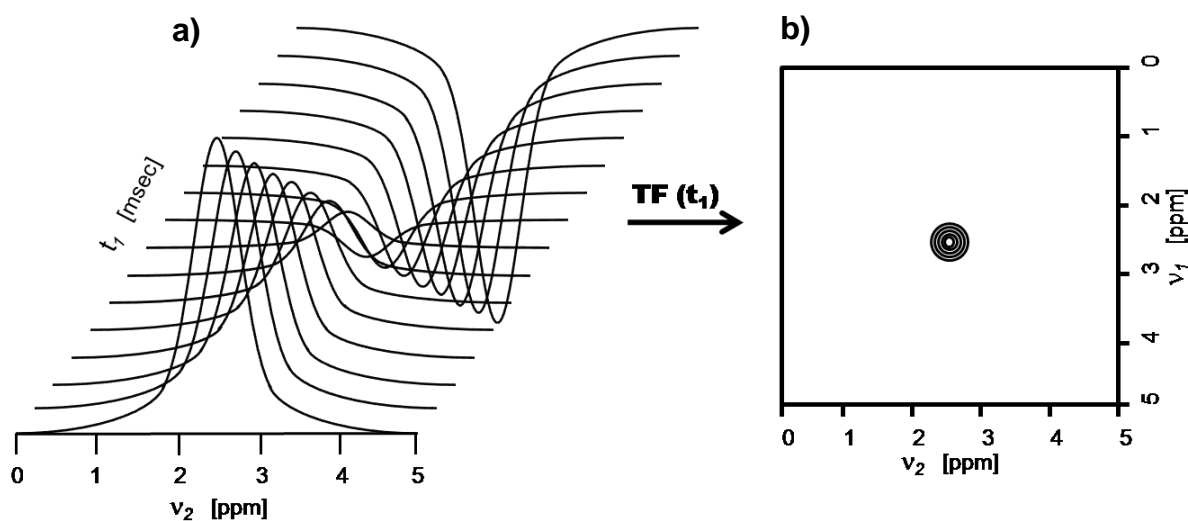 a)
t1 [msec]
0 1 2 3 4 5
ν2 [ppm]
TF (t1)
b)
0 1 2 3 4 5
ν1 [ppm]
0 1 2 3 4 5
ν2 [ppm]